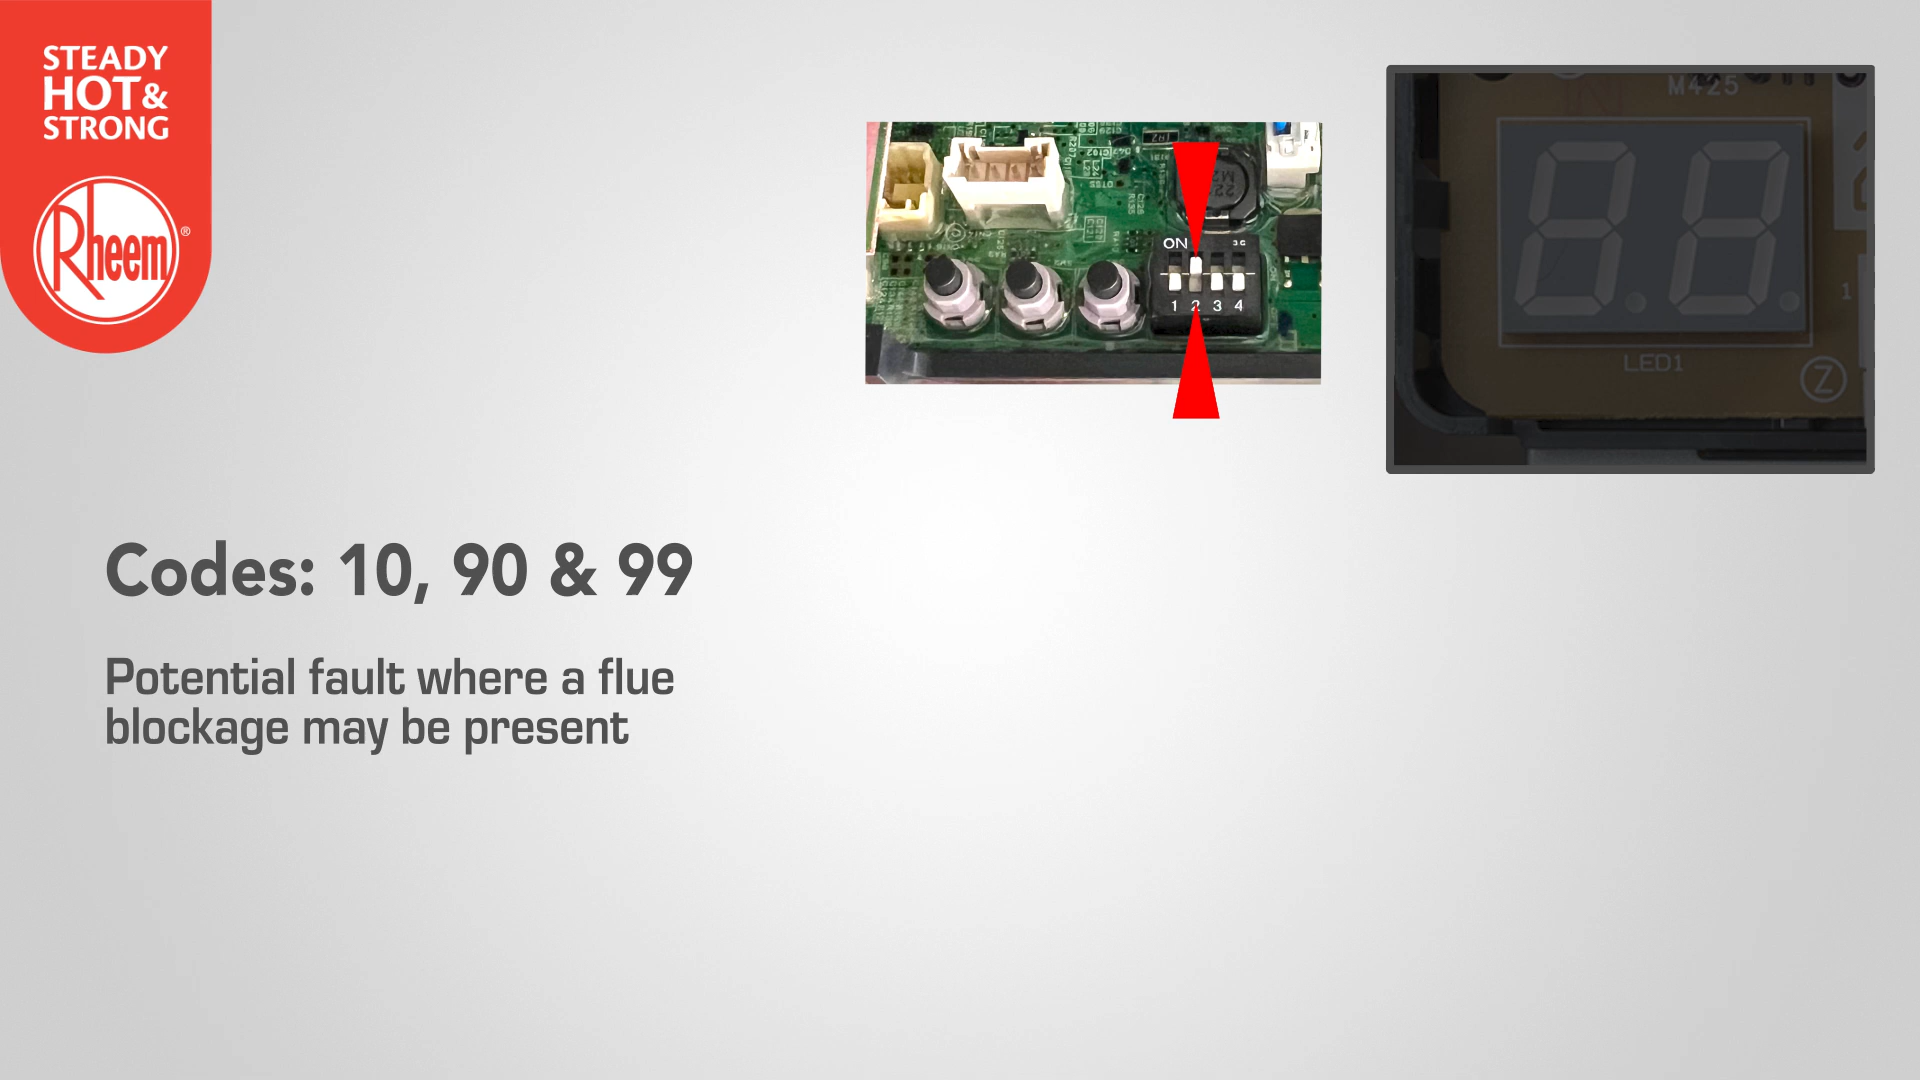 STEADY
HOT&
STRONG
Rheem®
M425
ON
1 2 3 4
LED1
Z
1
Codes: 10, 90 & 99
Potential fault where a flue
blockage may be present